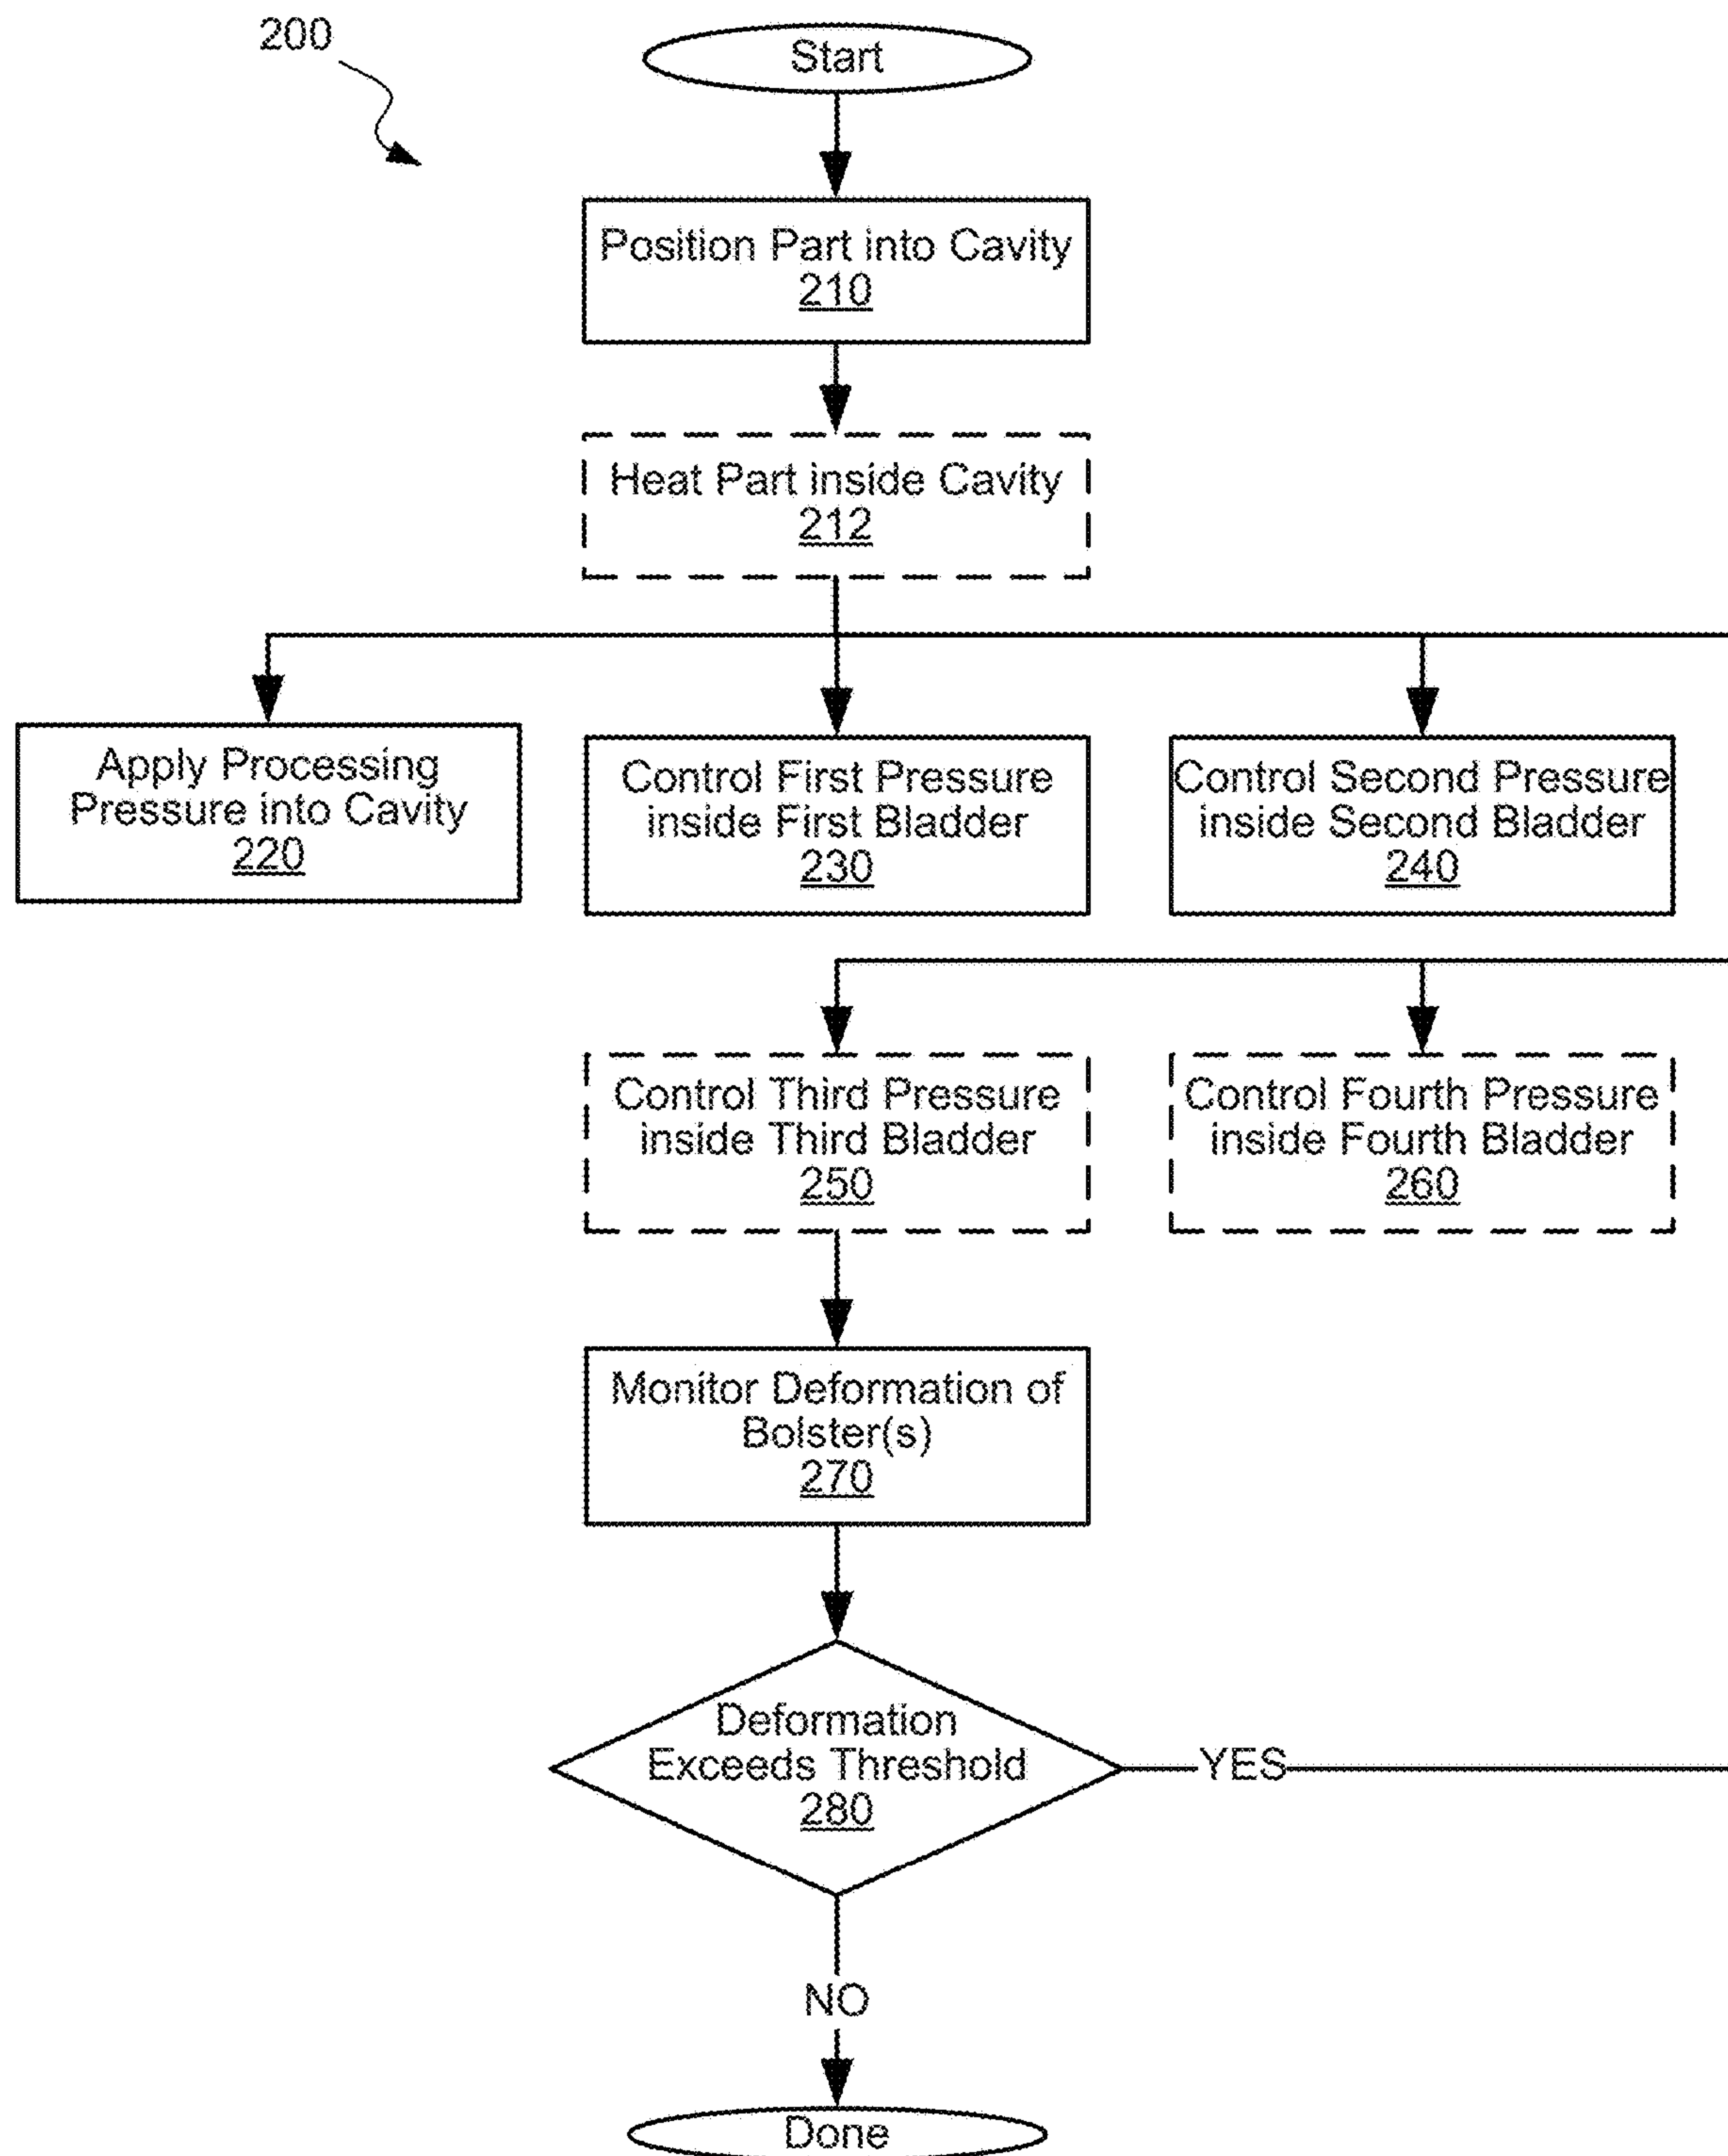 200
Start
Position Part into Cavity
210
Heat Part inside Cavity
212
Apply Processing
Pressure into Cavity
220
Control First Pressure
inside First Bladder
230
Control Second Pressure
inside Second Bladder
240
Control Third Pressure
inside Third Bladder
250
Control Fourth Pressure
inside Fourth Bladder
260
Monitor Deformation of
Bolster(s)
270
Deformation
Exceeds Threshold
280
YES
NO
Done